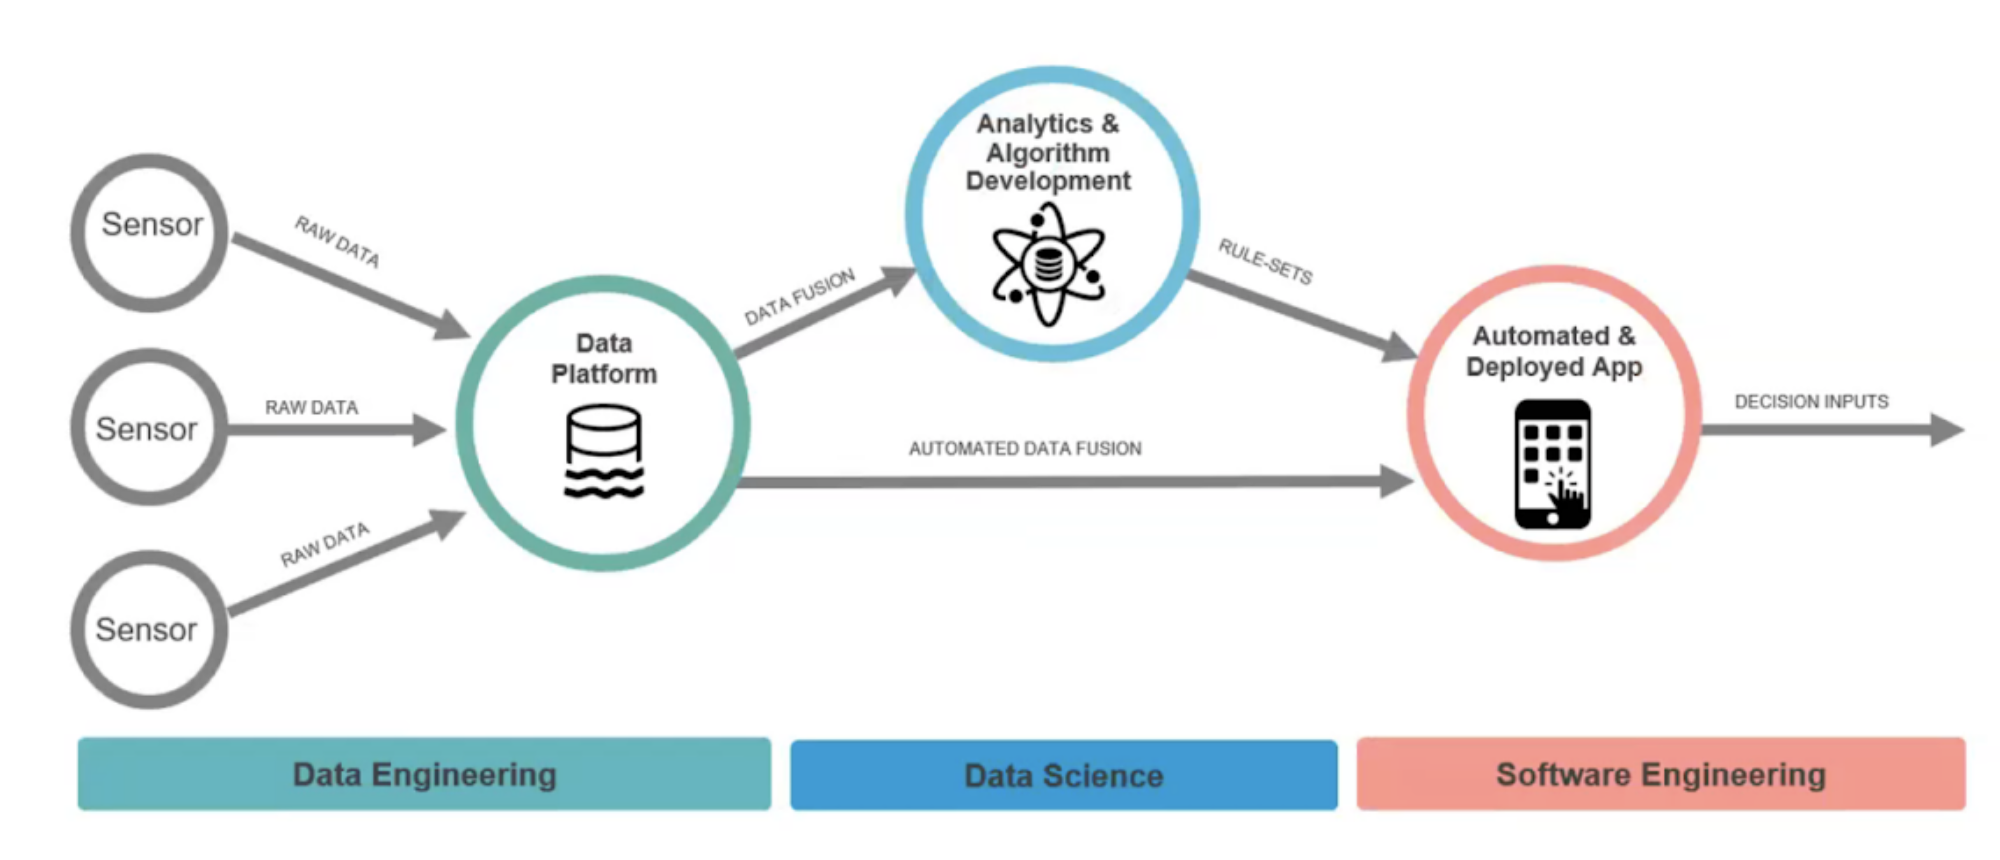 Analytics &
Algorithm
Development
Sensor
RAW DATA
DATA FUSION
RULE-SETS
Data
Platform
Automated &
Deployed App
Sensor
RAW DATA
DECISION INPUTS
AUTOMATED DATA FUSION
Sensor
RAW DATA
Data Engineering
Data Science
Software Engineering